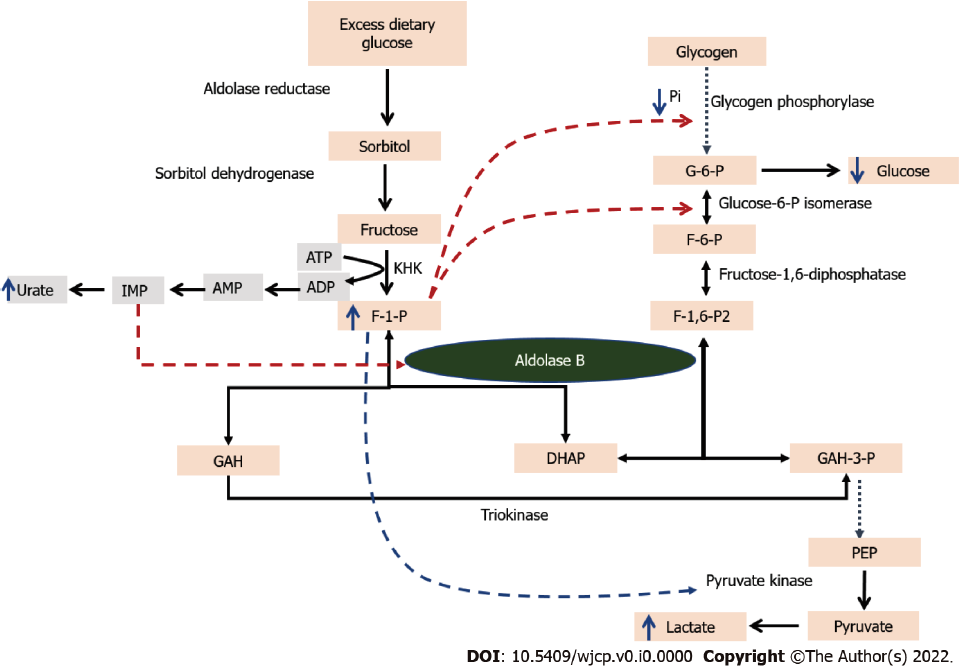 Excess dietary
glucose
Glycogen
Aldolase reductase
Pi
Glycogen phosphorylase
Sorbitol
Sorbitol dehydrogenase
G-6-P
Glucose
Glucose-6-P isomerase
Fructose
F-6-P
ATP
KHK
Fructose-1,6-diphosphatase
Urate
IMP
AMP
ADP
F-1-P
F-1,6-P2
Aldolase B
GAH
DHAP
GAH-3-P
Triokinase
PEP
Pyruvate kinase
Lactate
Pyruvate
DOI: 10.5409/wjcp.v0.i0.0000 Copyright ©The Author(s) 2022.